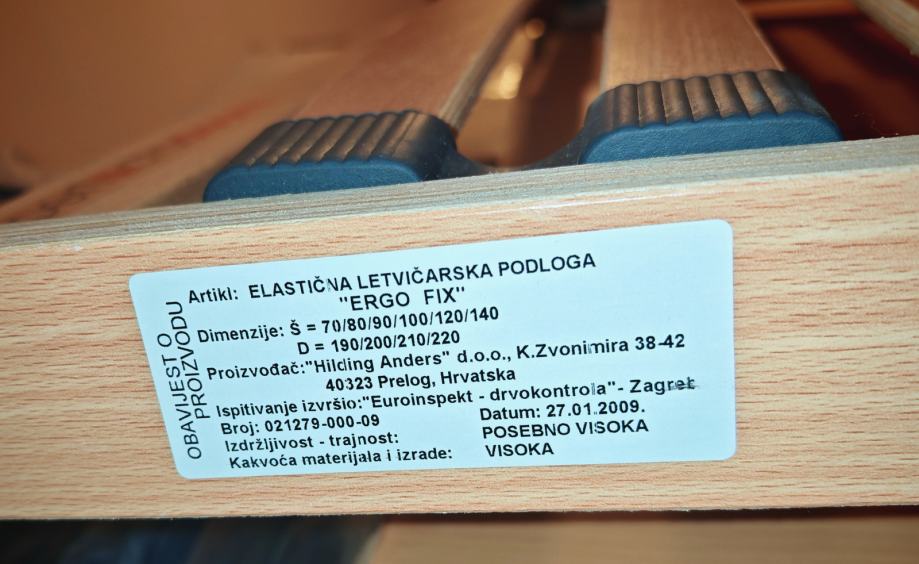 OBAVIJEST O
PROIZVODU
Artikl: ELASTIČNA LETVIČARSKA PODLOGA
"ERGO FIX"
Dimenzije: Š = 70/80/90/100/120/140
D = 190/200/210/220
Proizvođač:"Hilding Anders" d.o.o., K.Zvonimira 38-42
40323 Prelog, Hrvatska
Ispitivanje izvršio:"Euroinspekt - drvokontrola"- Zagreb
Broj: 021279-000-09 Datum: 27.01.2009.
Izdržljivost - trajnost: POSEBNO VISOKA
Kakvoća materijala i izrade: VISOKA